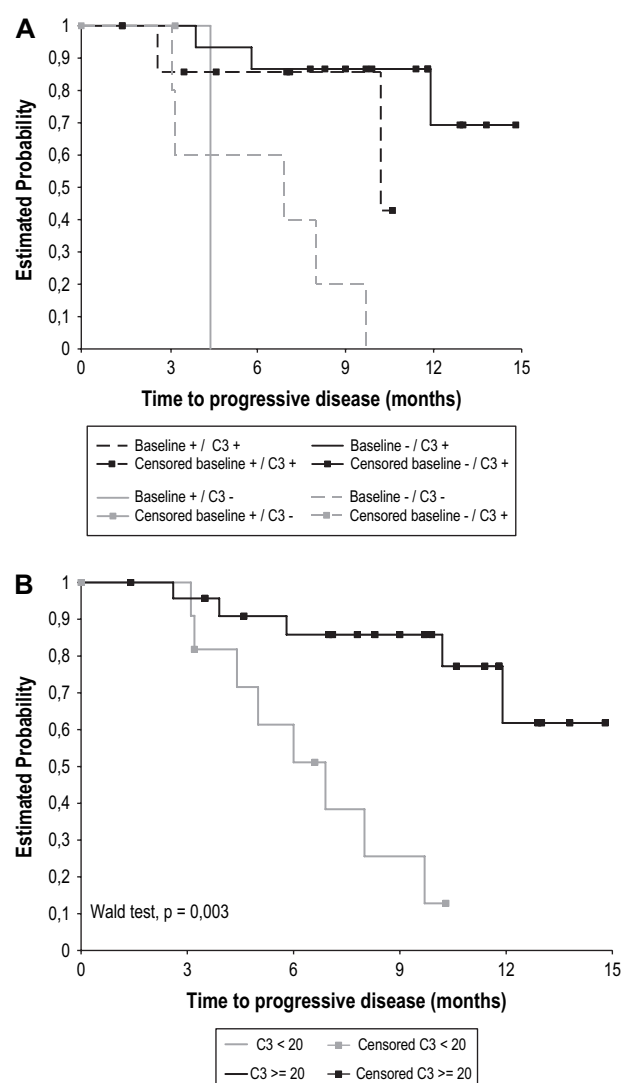 A
Estimated Probability
1
0,9
0,8
0,7
0,6
0,5
0,4
0,3
0,2
0,1
0
0 3 6 9 12 15
Time to progressive disease (months)
Baseline + / C3 + Baseline - / C3 +
Censored baseline + / C3 + Censored baseline - / C3 +
Baseline + / C3 - Baseline - / C3 -
Censored baseline + / C3 - Censored baseline - / C3 +
B
Estimated Probability
1
0,9
0,8
0,7
0,6
0,5
0,4
0,3
0,2
0,1
0
Wald test, p = 0,003
0 3 6 9 12 15
Time to progressive disease (months)
C3 < 20 Censored C3 < 20
C3 >= 20 Censored C3 >= 20